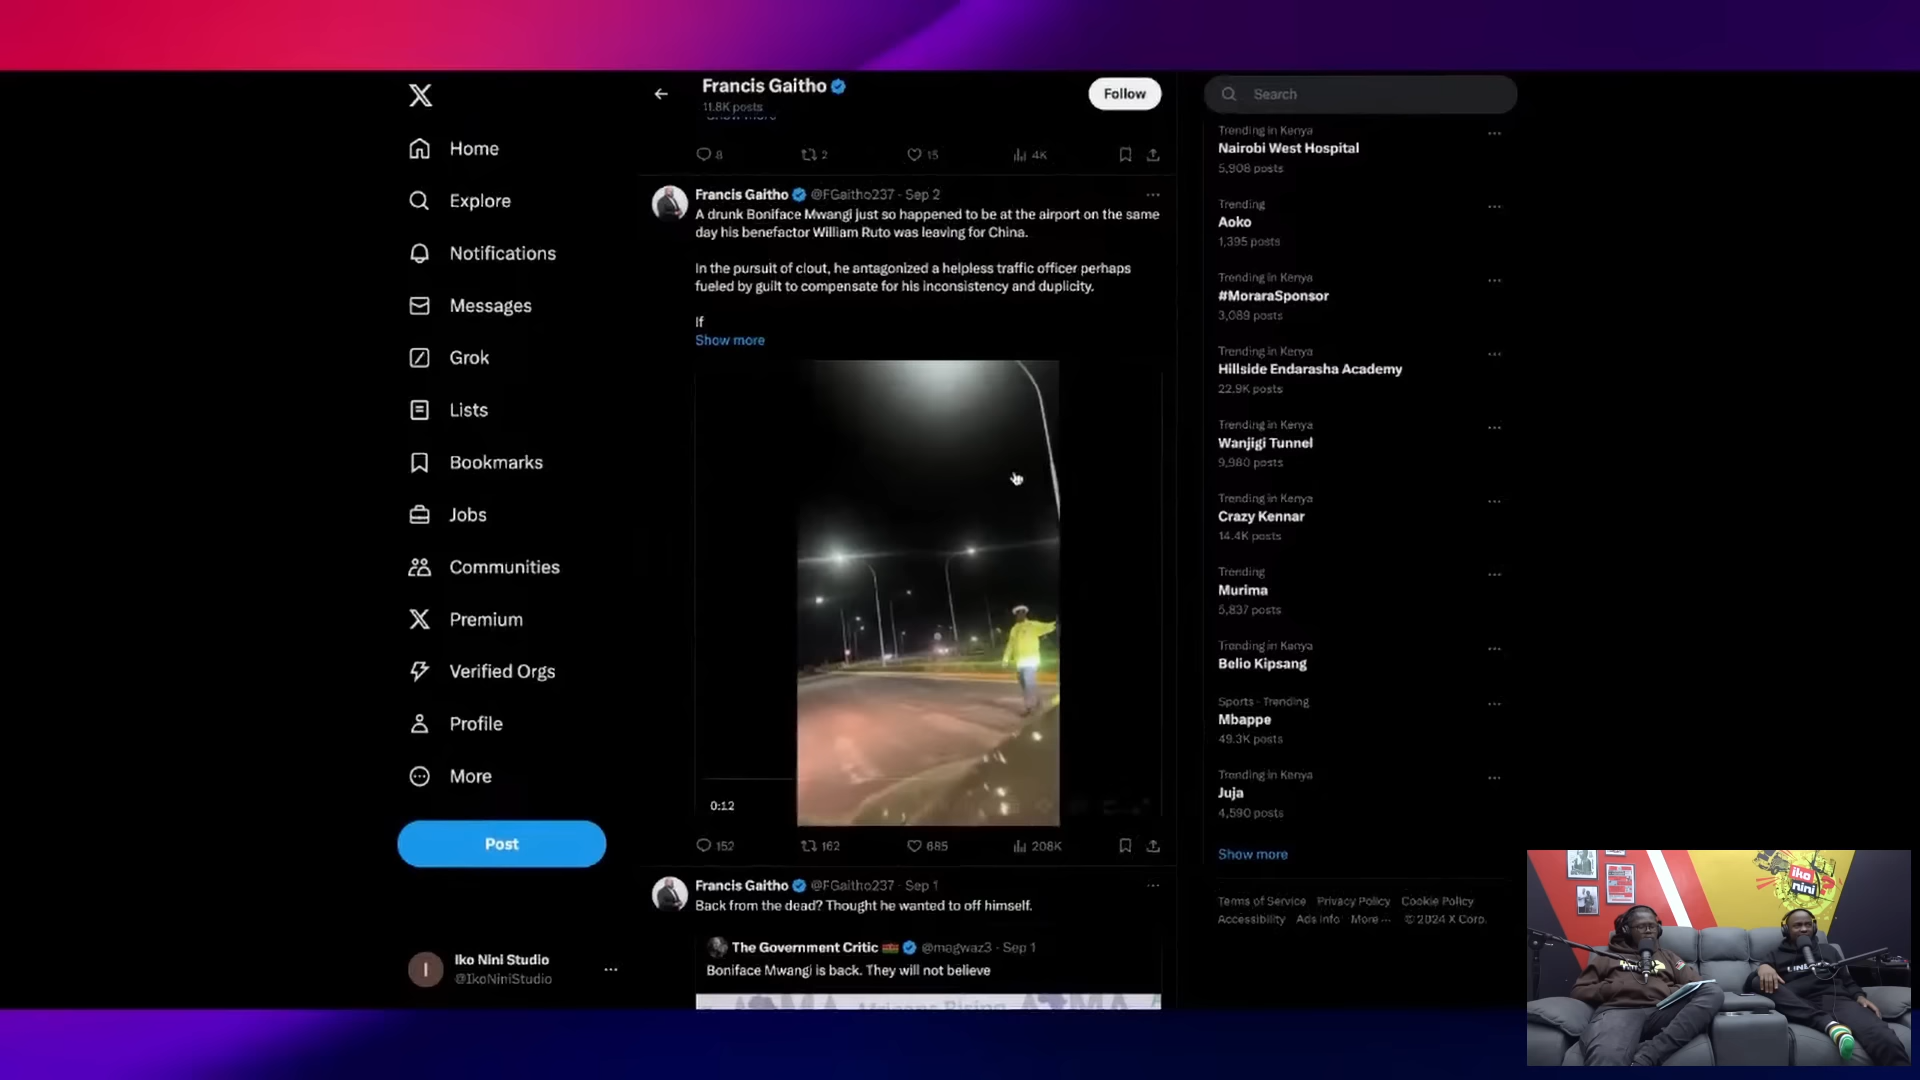 Home
Explore
Notifications
Messages
Grok
Lists
Bookmarks
Jobs
Communities
Premium
Verified Orgs
Profile
More
Post
Iko Nini Studio
@IkoNiniStudio
Francis Gaitho
11.8K posts
Follow
Show more
8 2 15 4K
Francis Gaitho @FGaitho237 · Sep 2
A drunk Boniface Mwangi just so happened to be at the airport on the same
day his benefactor William Ruto was leaving for China.
In the pursuit of clout, he antagonized a helpless traffic officer perhaps
fueled by guilt to compensate for his inconsistency and duplicity.
If
Show more
0:12
152 162 685 208K
Francis Gaitho @FGaitho237 · Sep 1
Back from the dead? Thought he wanted to off himself.
The Government Critic @magwaz3 · Sep 1
Boniface Mwangi is back. They will not believe
Africans Rising
Search
Trending in Kenya
Nairobi West Hospital
5,908 posts
Trending
Aoko
1,395 posts
Trending in Kenya
#MoraraSponsor
3,089 posts
Trending in Kenya
Hillside Endarasha Academy
22.9K posts
Trending in Kenya
Wanjigi Tunnel
9,980 posts
Trending in Kenya
Crazy Kennar
14.4K posts
Trending
Murima
5,837 posts
Trending in Kenya
Belio Kipsang
Sports · Trending
Mbappe
49.3K posts
Trending in Kenya
Juja
4,590 posts
Show more
Terms of Service Privacy Policy Cookie Policy
Accessibility Ads info More ··· © 2024 X Corp.
iko
nini
?